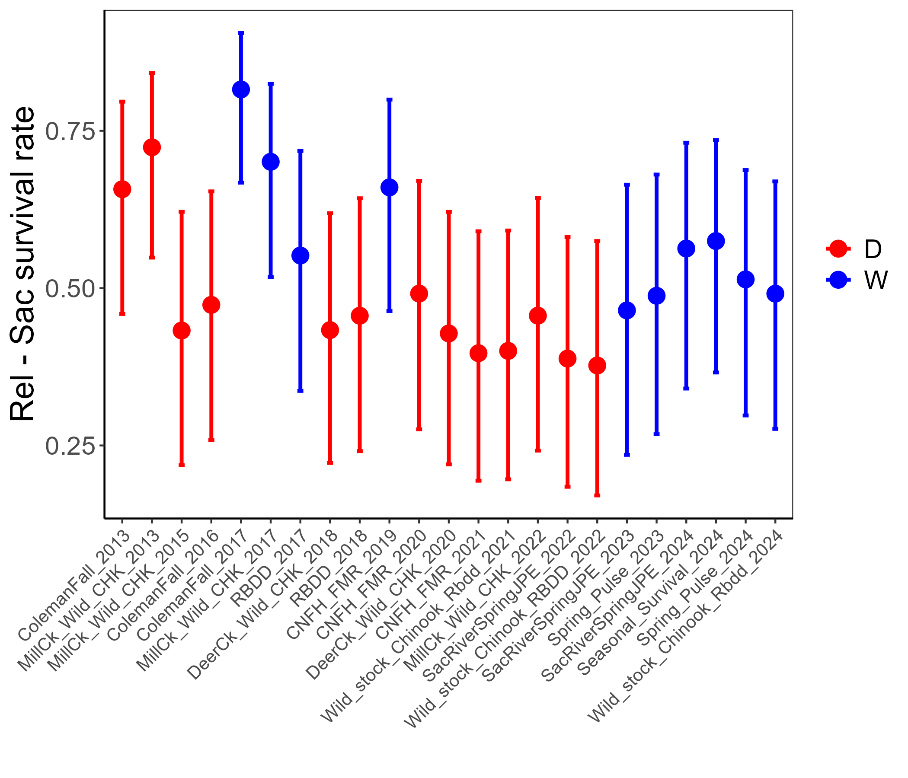 Rel - Sac survival rate
0.75
0.50
0.25
D
W
ColemanFall_2013
MillCk_Wild_CHK_2013
MillCk_Wild_CHK_2015
ColemanFall_2016
ColemanFall_2017
MillCk_Wild_CHK_2017
RBDD_2017
DeerCk_Wild_CHK_2018
RBDD_2018
CNFH_FMR_2019
CNFH_FMR_2020
DeerCk_Wild_CHK_2020
CNFH_FMR_2021
Wild_stock_Chinook_Rbdd_2021
MillCk_Wild_CHK_2022
SacRiverSpringJPE_2022
Wild_stock_Chinook_RBDD_2022
SacRiverSpringJPE_2023
Spring_Pulse_2023
SacRiverSpringJPE_2024
Seasonal_Survival_2024
Spring_Pulse_2024
Wild_stock_Chinook_Rbdd_2024